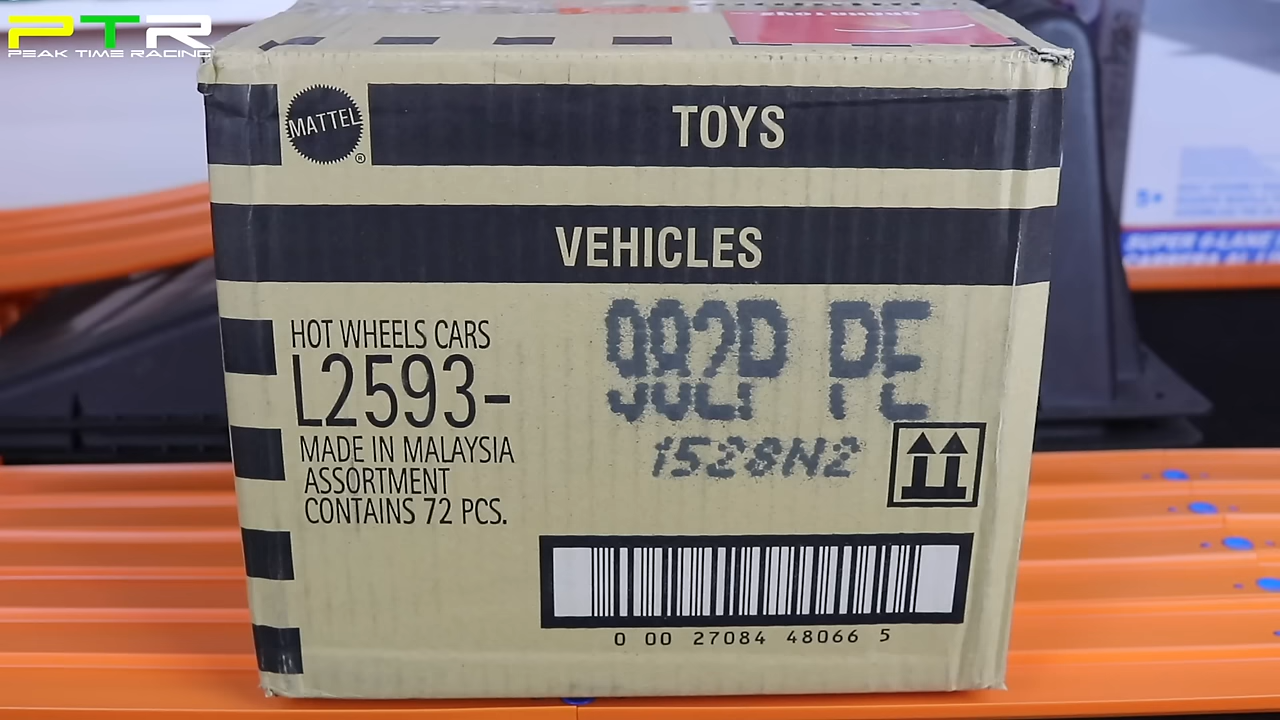 PTR
PEAK TIME RACING
MATTEL
®
TOYS
VEHICLES
HOT WHEELS CARS
L2593-
MADE IN MALAYSIA
ASSORTMENT
CONTAINS 72 PCS.
1528N2
0 00 27084 48066 5
5+